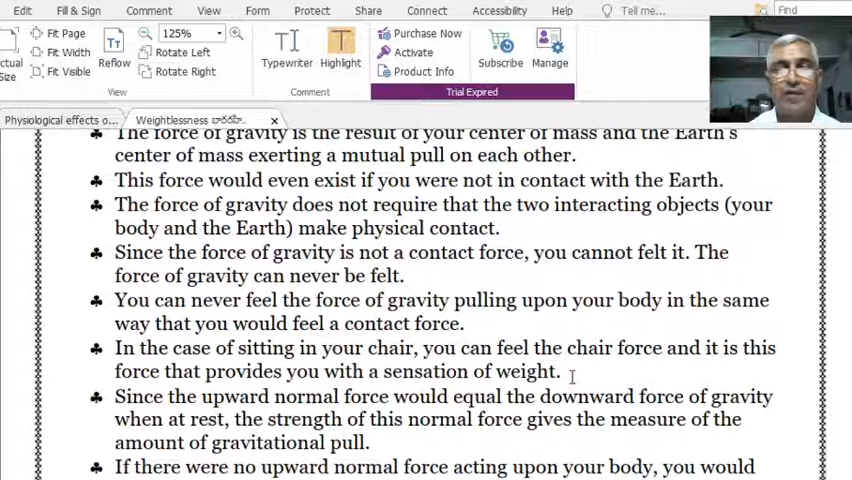 Edit Fill & Sign Comment View Form Protect Share Connect Accessibility Help Tell me... Find
Fit Page 125% Purchase Now
Fit Width Rotate Left Activate
Size Reflow Typewriter Highlight Subscribe Manage
Fit Visible Rotate Right Product Info
View Comment Trial Expired
Physiological effects o... Weightlessness భారరహి..
♣ The force of gravity is the result of your center of mass and the Earth's
center of mass exerting a mutual pull on each other.
♣ This force would even exist if you were not in contact with the Earth.
♣ The force of gravity does not require that the two interacting objects (your
body and the Earth) make physical contact.
♣ Since the force of gravity is not a contact force, you cannot felt it. The
force of gravity can never be felt.
♣ You can never feel the force of gravity pulling upon your body in the same
way that you would feel a contact force.
♣ In the case of sitting in your chair, you can feel the chair force and it is this
force that provides you with a sensation of weight.
♣ Since the upward normal force would equal the downward force of gravity
when at rest, the strength of this normal force gives the measure of the
amount of gravitational pull.
♣ If there were no upward normal force acting upon your body, you would